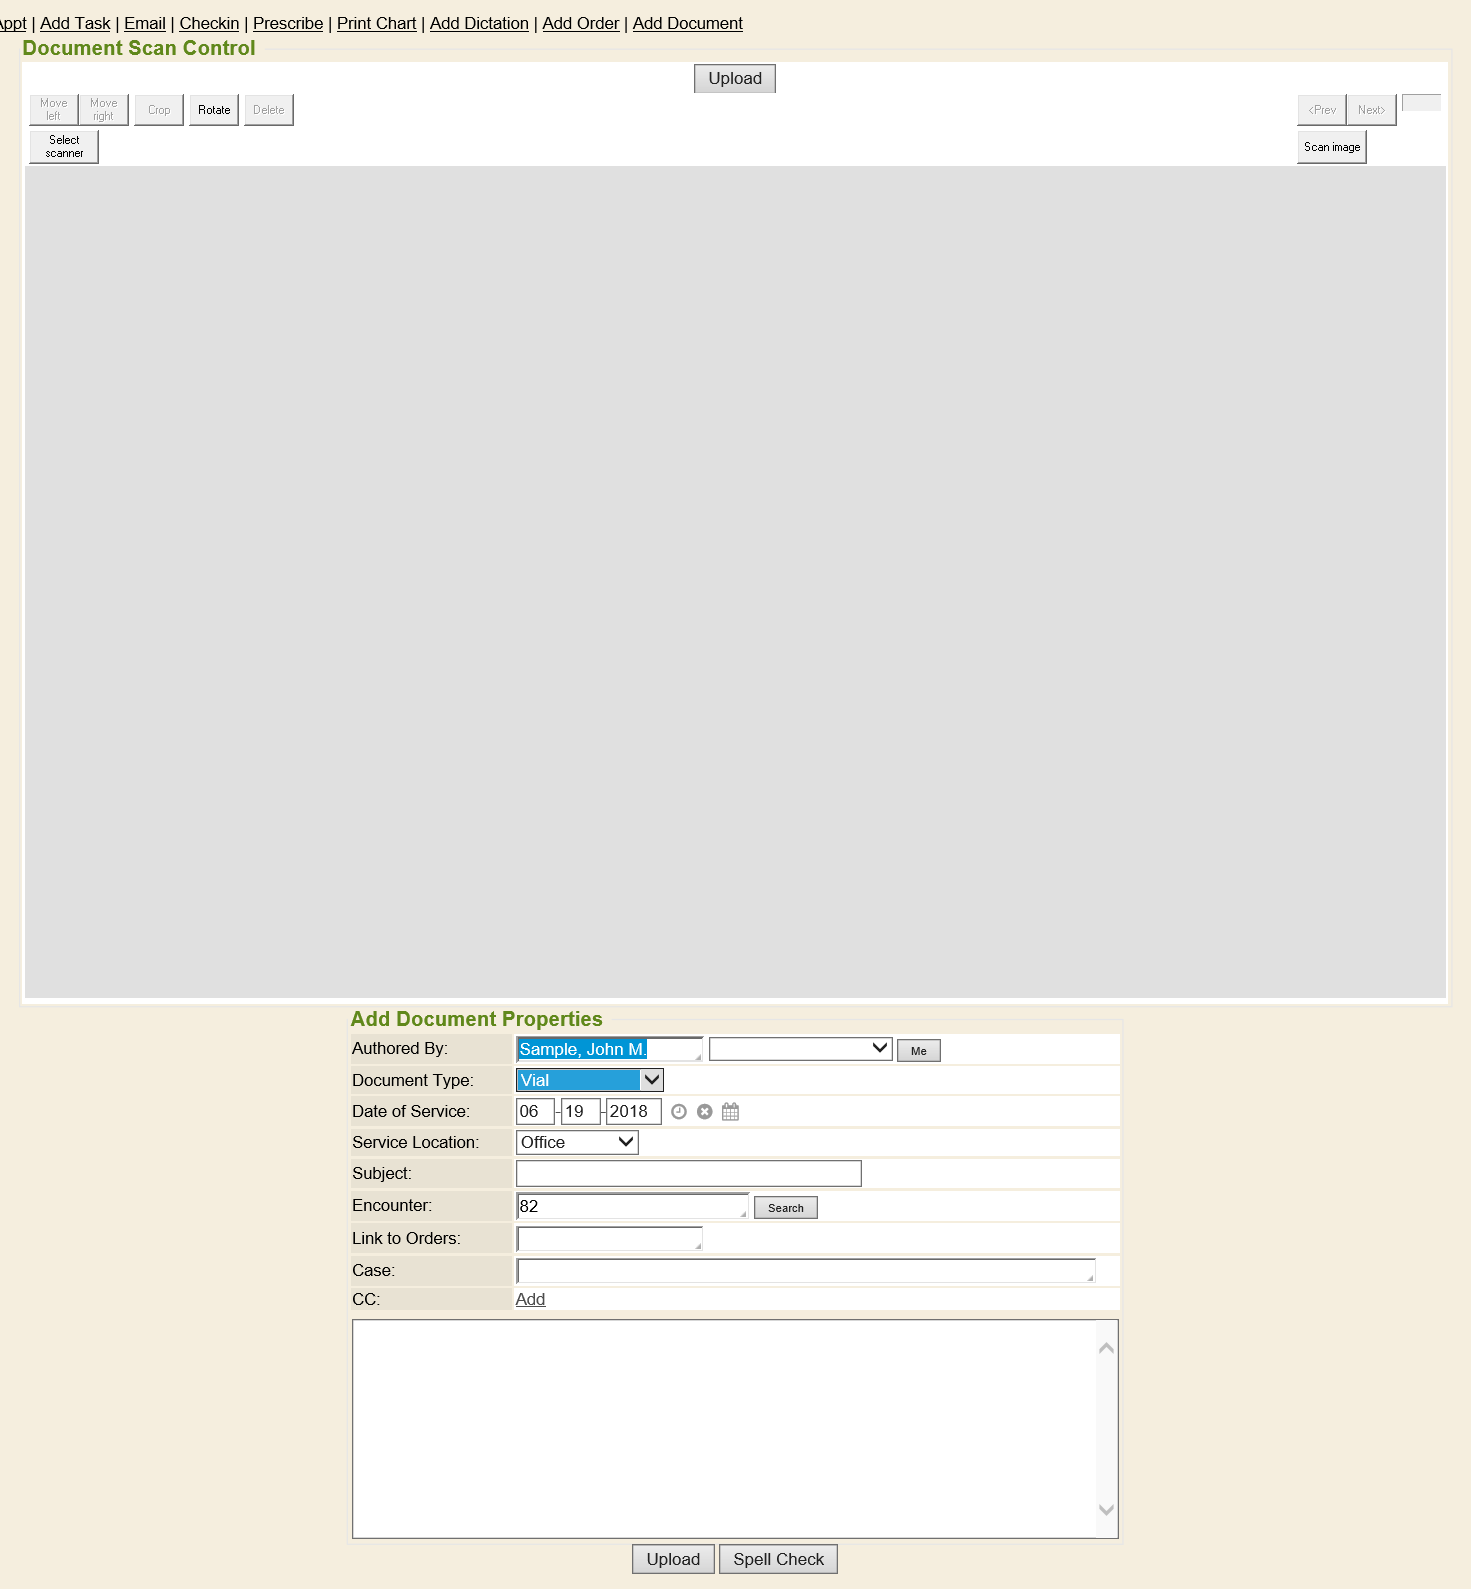 Appt | Add Task | Email | Checkin | Prescribe | Print Chart | Add Dictation | Add Order | Add Document
Document Scan Control
Upload
Move left Move right Crop Rotate Delete <Prev Next>
Select scanner Scan image
Add Document Properties
Authored By: Sample, John M. Me
Document Type: Vial
Date of Service: 06-19-2018
Service Location: Office
Subject:
Encounter: 82 Search
Link to Orders:
Case:
CC: Add
Upload Spell Check